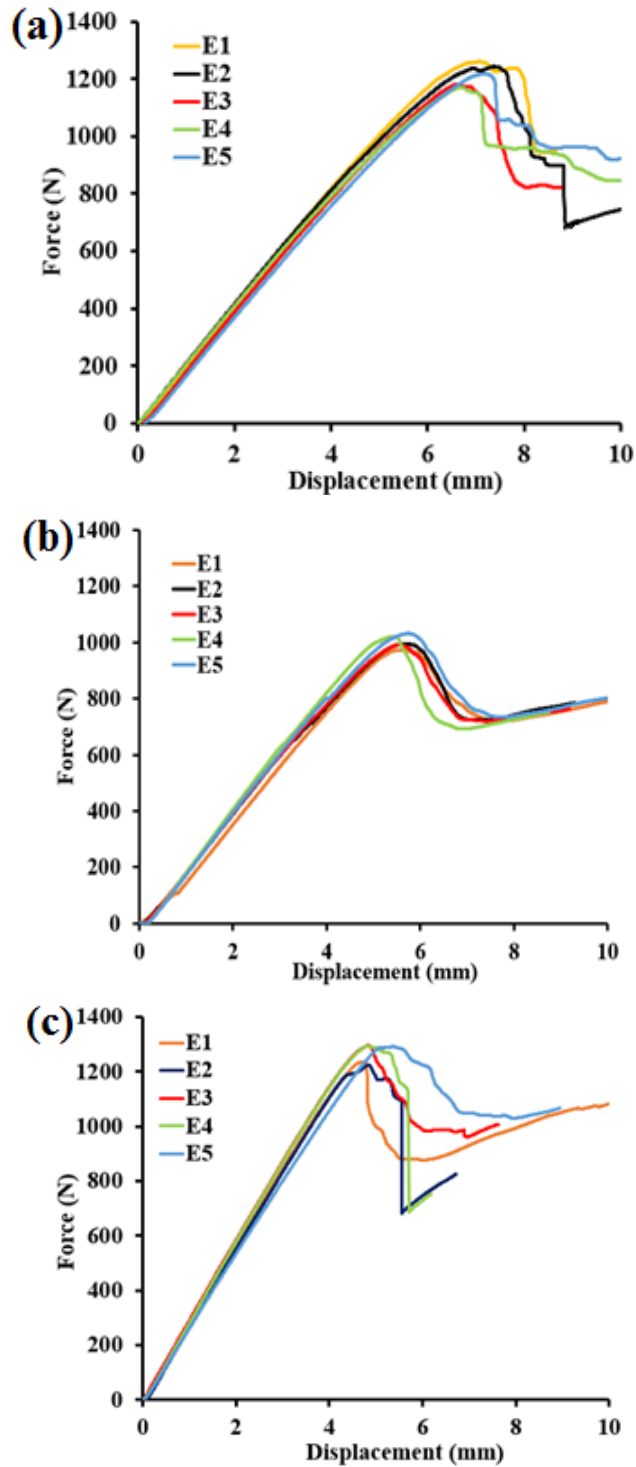 (a)
1400
1200
1000
800
600
400
200
0
Force (N)
E1
E2
E3
E4
E5
0 2 4 6 8 10
Displacement (mm)
(b)
1400
1200
1000
800
600
400
200
0
Force (N)
E1
E2
E3
E4
E5
0 2 4 6 8 10
Displacement (mm)
(c)
1400
1200
1000
800
600
400
200
0
Force (N)
E1
E2
E3
E4
E5
0 2 4 6 8 10
Displacement (mm)